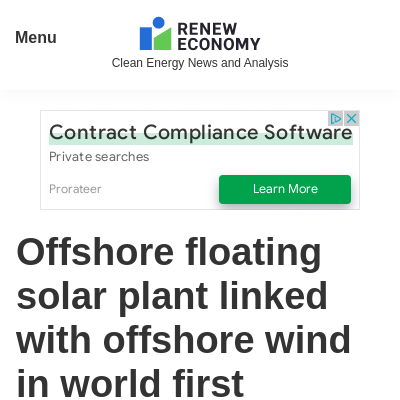 Menu
RENEW
ECONOMY
Clean Energy News and Analysis
Contract Compliance Software
Private searches
Prorateer
Learn More
Offshore floating
solar plant linked
with offshore wind
in world first